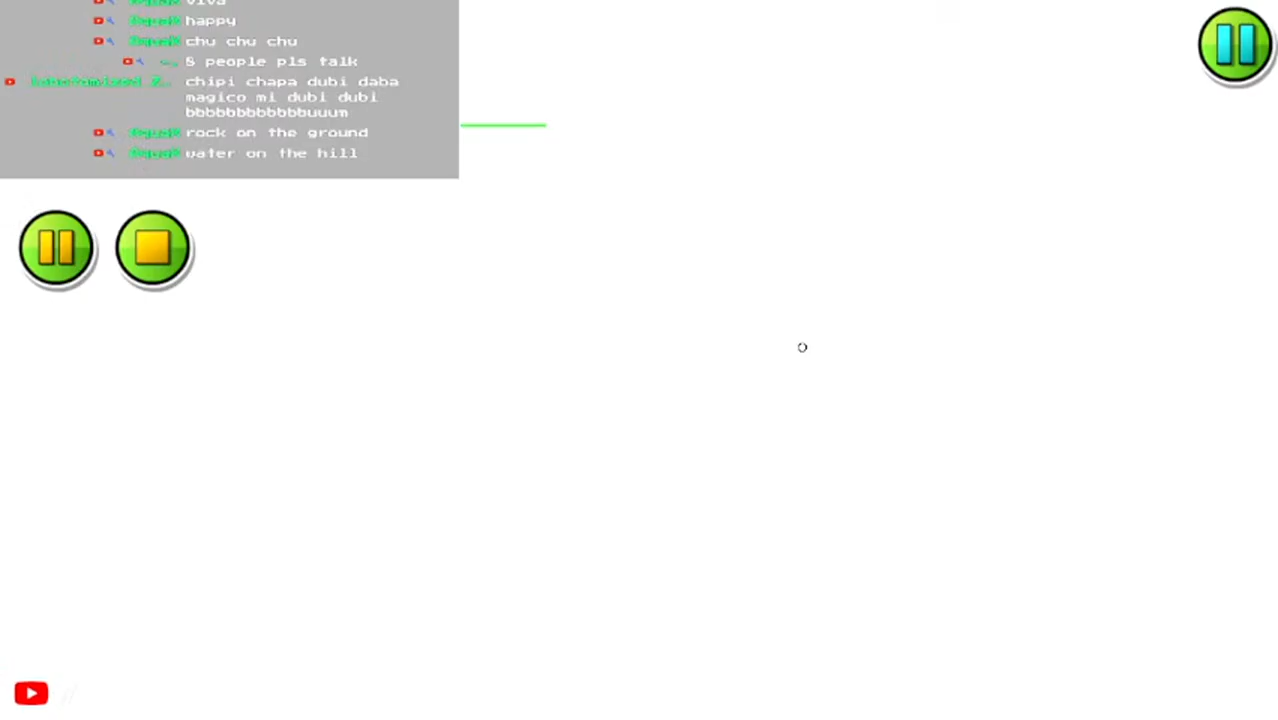 viva
happy
chu chu chu
5 people pls talk
chipi chapa dubi daba
magico mi dubi dubi
bbbbbbbbbbbbuuum
rock on the ground
water on the hill